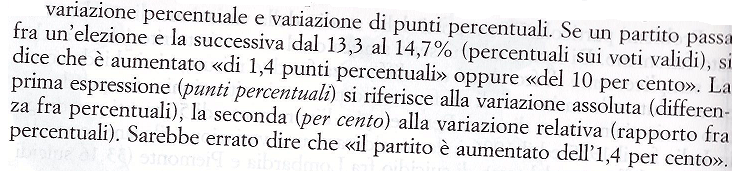 variazione percentuale e variazione di punti percentuali. Se un partito passa
fra un'elezione e la successiva dal 13,3 al 14,7% (percentuali sui voti validi), si
dice che è aumentato «di 1,4 punti percentuali» oppure «del 10 per cento». La
prima espressione (punti percentuali) si riferisce alla variazione assoluta (differen-
za fra percentuali), la seconda (per cento) alla variazione relativa (rapporto fra
percentuali). Sarebbe errato dire che «il partito è aumentato dell'1,4 per cento».